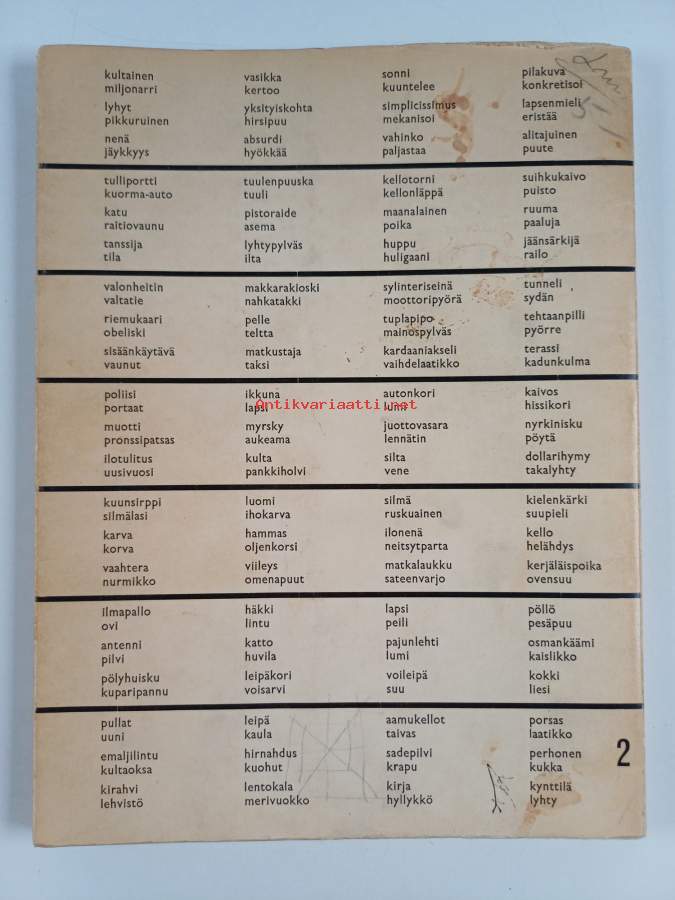 kultainen vasikka sonni pilakuva
miljonarri kertoo kuuntelee konkretisoi
lyhyt yksityiskohta simplicissimus lapsenmieli
pikkuruinen hirsipuu mekanisoi eristää
nenä absurdi vahinko alitajuinen
jäykkyys hyökkää paljastaa puute
tulliportti tuulenpuuska kellotorni suihkukaivo
kuorma-auto tuuli kellonläppä puisto
katu pistoraide maanalainen ruuma
raitiovaunu asema poika paaluja
tanssija lyhtypylväs huppu jäänsärkijä
tila ilta huligaani railo
valonheitin makkarakioski sylinteriseinä tunneli
valtatie nahkatakki moottoripyörä sydän
riemukaari pelle tuplapipo tehtaanpilli
obeliski teltta mainospylväs pyörre
sisäänkäytävä matkustaja kardaaniakseli terassi
vaunut taksi vaihdelaatikko kadunkulma
poliisi ikkuna autonkori kaivos
portaat lapsi lumi hissikori
Antikvariaatti.net
muotti myrsky juottovasara nyrkinisku
pronssipatsas aukeama lennätin pöytä
ilotulitus kulta silta dollarihymy
uusivuosi pankkiholvi vene takalyhty
kuunsirppi luomi silmä kielenkärki
silmälasi ihokarva ruskuainen suupieli
karva hammas ilonenä kello
korva oljenkorsi neitsytparta helähdys
vaahtera viileys matkalaukku kerjäläispoika
nurmikko omenapuut sateenvarjo ovensuu
ilmapallo häkki lapsi pöllö
ovi lintu peili pesäpuu
antenni katto pajunlehti osmankäämi
pilvi huvila lumi kaislikko
pölyhuisku leipäkori voileipä kokki
kuparipannu voisarvi suu liesi
pullat leipä aamukellot porsas
uuni kaula taivas laatikko
emaljilintu hirnahdus sadepilvi perhonen
kultaoksa kuohut krapu kukka
kirahvi lentokala kirja kynttilä
lehvistö merivuokko hyllykkö lyhty
2